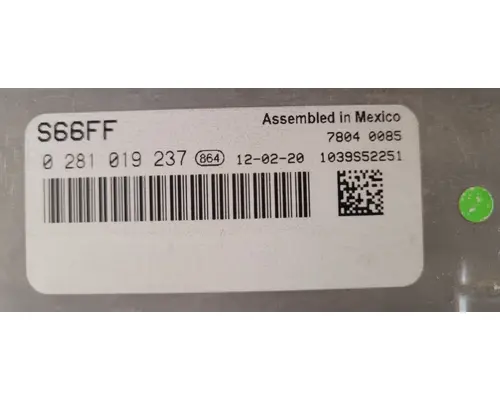 Assembled in Mexico
S66FF
7804 0085
0 281 019 237 864 12-02-20 1039S52251